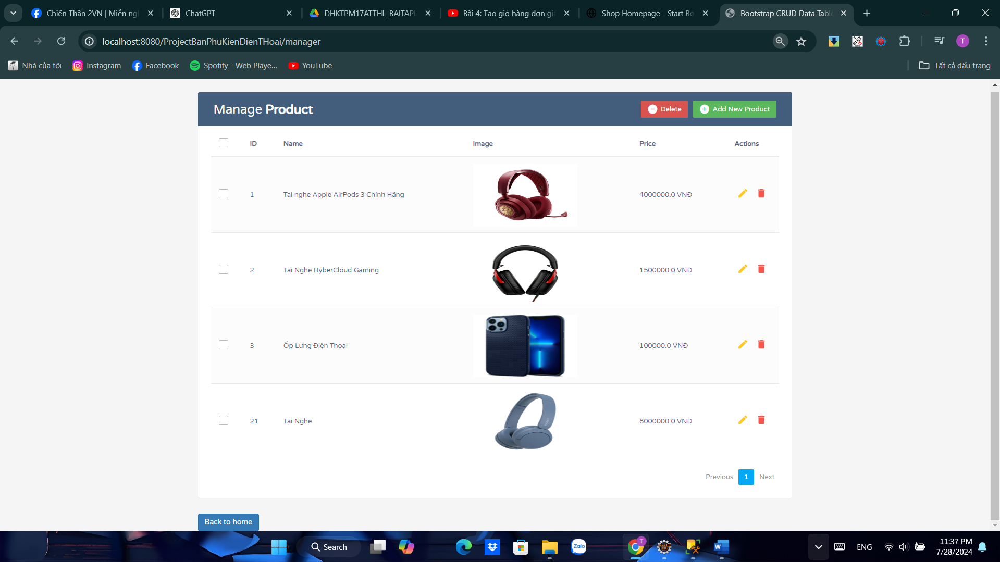 Chiến Thần 2VN | Miễn ng
ChatGPT
DHKTPM17ATTHL_BAITAPL
Bài 4: Tạo giỏ hàng đơn giả
Shop Homepage - Start Bo
Bootstrap CRUD Data Tabl
localhost:8080/ProjectBanPhuKienDienTHoai/manager
T
Nhà của tôi
Instagram
Facebook
Spotify - Web Playe...
YouTube
Tất cả dấu trang
Manage Product
Delete
Add New Product
ID Name Image Price Actions
1 Tai nghe Apple AirPods 3 Chính Hãng 4000000.0 VNĐ
2 Tai Nghe HyberCloud Gaming 1500000.0 VNĐ
3 Ốp Lưng Điện Thoại 100000.0 VNĐ
21 Tai Nghe 8000000.0 VNĐ
Previous 1 Next
Back to home
Search
Zalo
T
W
ENG
11:37 PM
7/28/2024